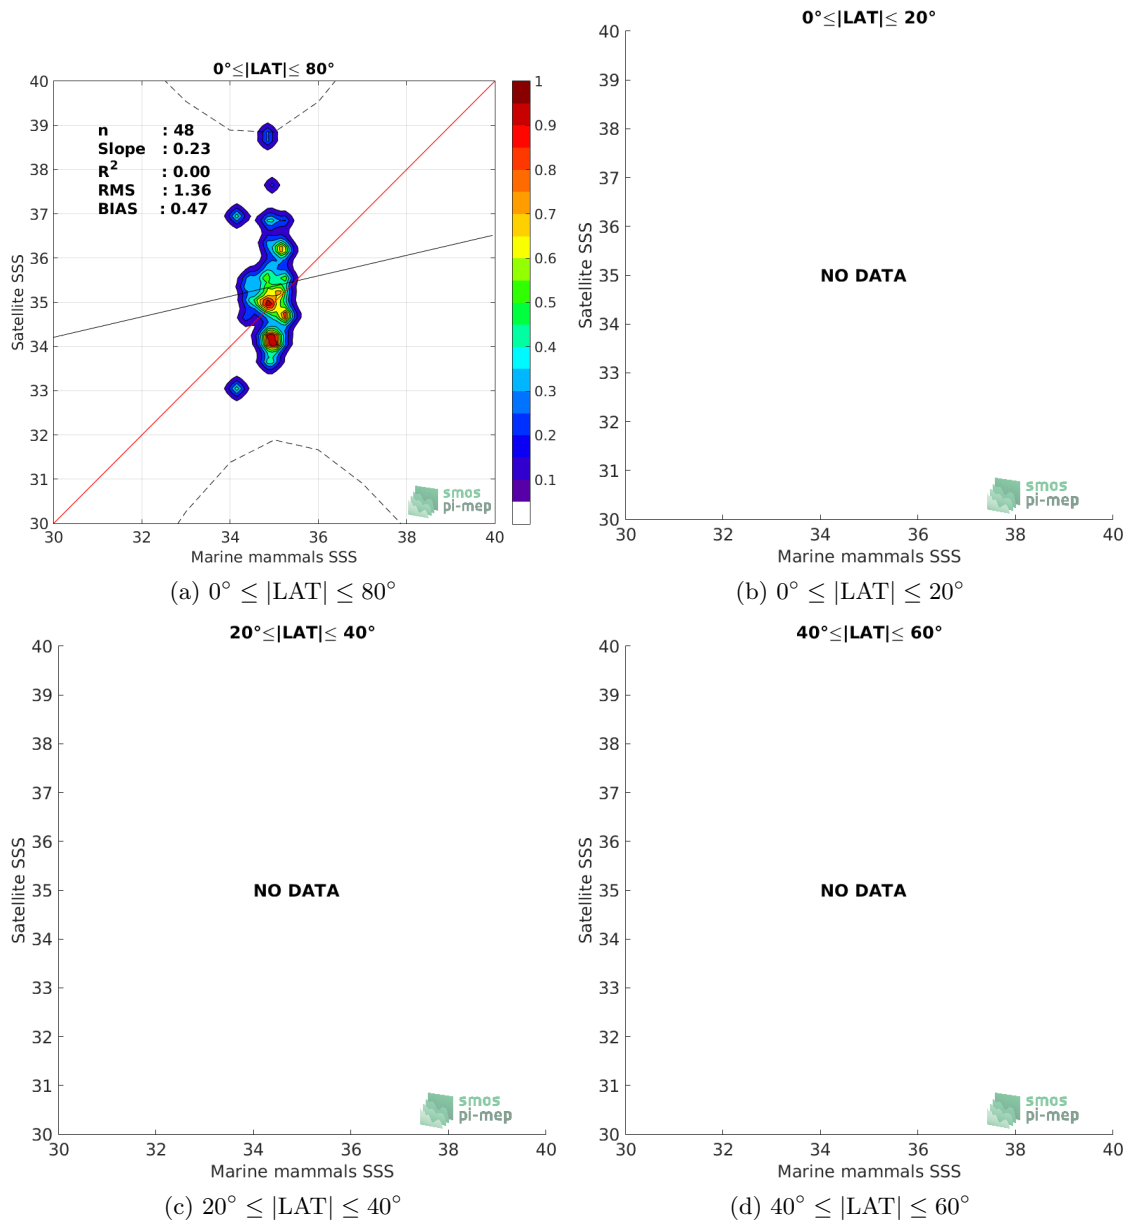 0°≤|LAT|≤ 80°
40
39
38
37
36
35
34
33
32
31
30
Satellite SSS
n : 48
Slope : 0.23
R² : 0.00
RMS : 1.36
BIAS : 0.47
smos
pi-mep
30 32 34 36 38 40
Marine mammals SSS
1
0.9
0.8
0.7
0.6
0.5
0.4
0.3
0.2
0.1
(a) 0° ≤ |LAT| ≤ 80°
0°≤|LAT|≤ 20°
40
39
38
37
36
35
34
33
32
31
30
Satellite SSS
NO DATA
smos
pi-mep
30 32 34 36 38 40
Marine mammals SSS
(b) 0° ≤ |LAT| ≤ 20°
20°≤|LAT|≤ 40°
40
39
38
37
36
35
34
33
32
31
30
Satellite SSS
NO DATA
smos
pi-mep
30 32 34 36 38 40
Marine mammals SSS
(c) 20° ≤ |LAT| ≤ 40°
40°≤|LAT|≤ 60°
40
39
38
37
36
35
34
33
32
31
30
Satellite SSS
NO DATA
smos
pi-mep
30 32 34 36 38 40
Marine mammals SSS
(d) 40° ≤ |LAT| ≤ 60°